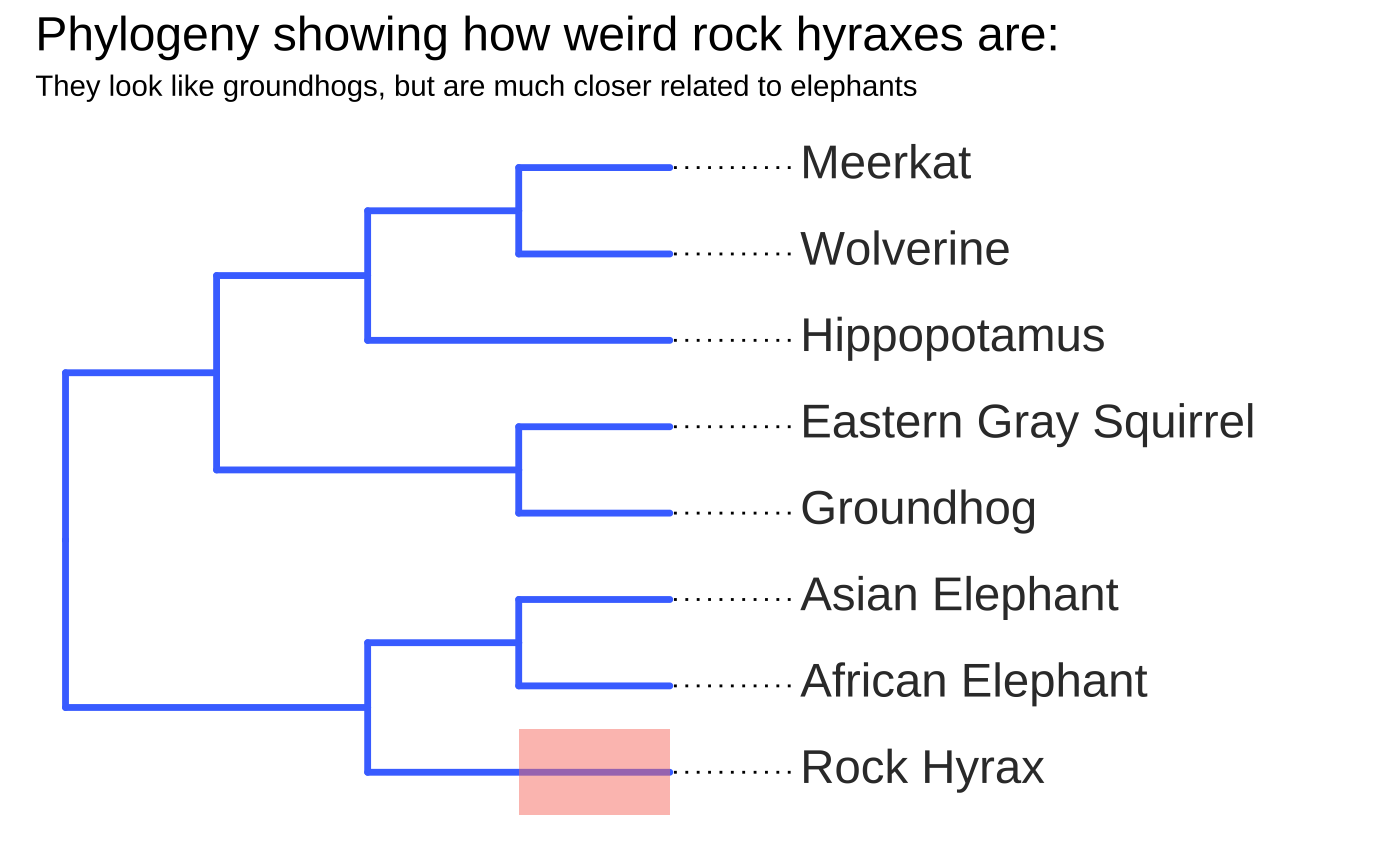 Phylogeny showing how weird rock hyraxes are:
They look like groundhogs, but are much closer related to elephants
Meerkat
Wolverine
Hippopotamus
Eastern Gray Squirrel
Groundhog
Asian Elephant
African Elephant
Rock Hyrax